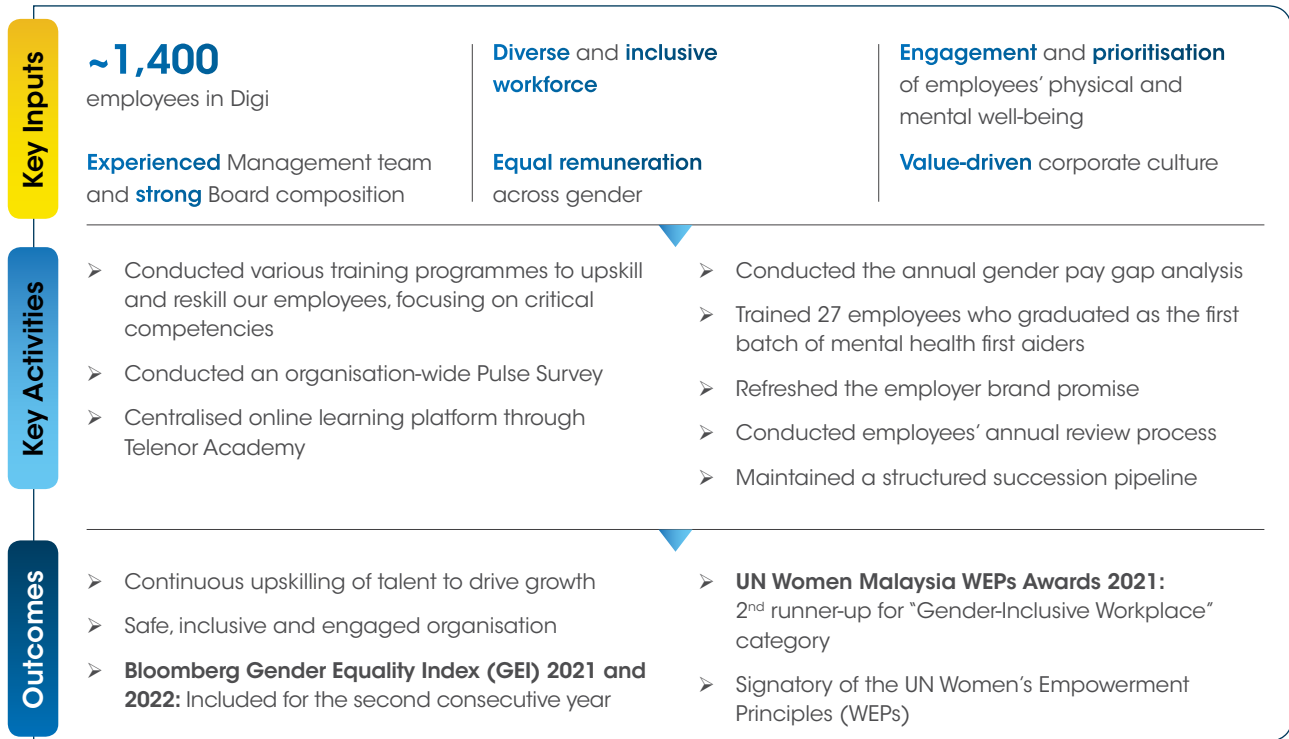 Key Inputs
~1,400
employees in Digi
Experienced Management team
and strong Board composition
Diverse and inclusive
workforce
Equal remuneration
across gender
Engagement and prioritisation
of employees’ physical and
mental well-being
Value-driven corporate culture
Key Activities
➢ Conducted various training programmes to upskill
and reskill our employees, focusing on critical
competencies
➢ Conducted an organisation-wide Pulse Survey
➢ Centralised online learning platform through
Telenor Academy
➢ Conducted the annual gender pay gap analysis
➢ Trained 27 employees who graduated as the first
batch of mental health first aiders
➢ Refreshed the employer brand promise
➢ Conducted employees’ annual review process
➢ Maintained a structured succession pipeline
Outcomes
➢ Continuous upskilling of talent to drive growth
➢ Safe, inclusive and engaged organisation
➢ Bloomberg Gender Equality Index (GEI) 2021 and
2022: Included for the second consecutive year
➢ UN Women Malaysia WEPs Awards 2021:
2nd runner-up for “Gender-Inclusive Workplace”
category
➢ Signatory of the UN Women’s Empowerment
Principles (WEPs)